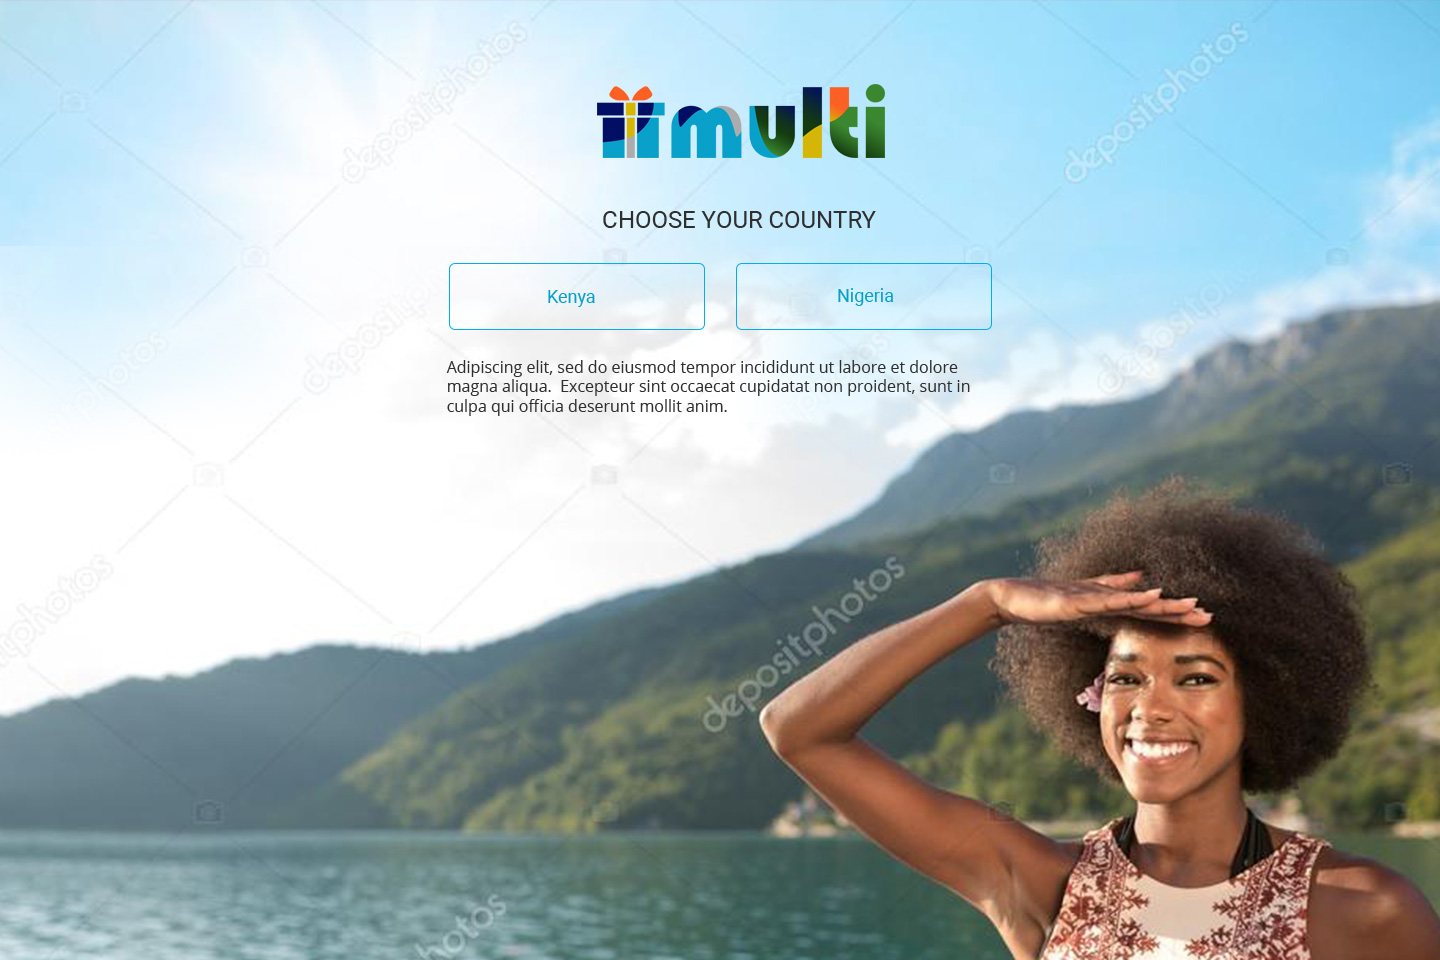 multi
CHOOSE YOUR COUNTRY
Kenya
Nigeria
Adipiscing elit, sed do eiusmod tempor incididunt ut labore et dolore
magna aliqua.  Excepteur sint occaecat cupidatat non proident, sunt in
culpa qui officia deserunt mollit anim.
depositphotos
depositphotos
depositphotos
depositphotos
depositphotos